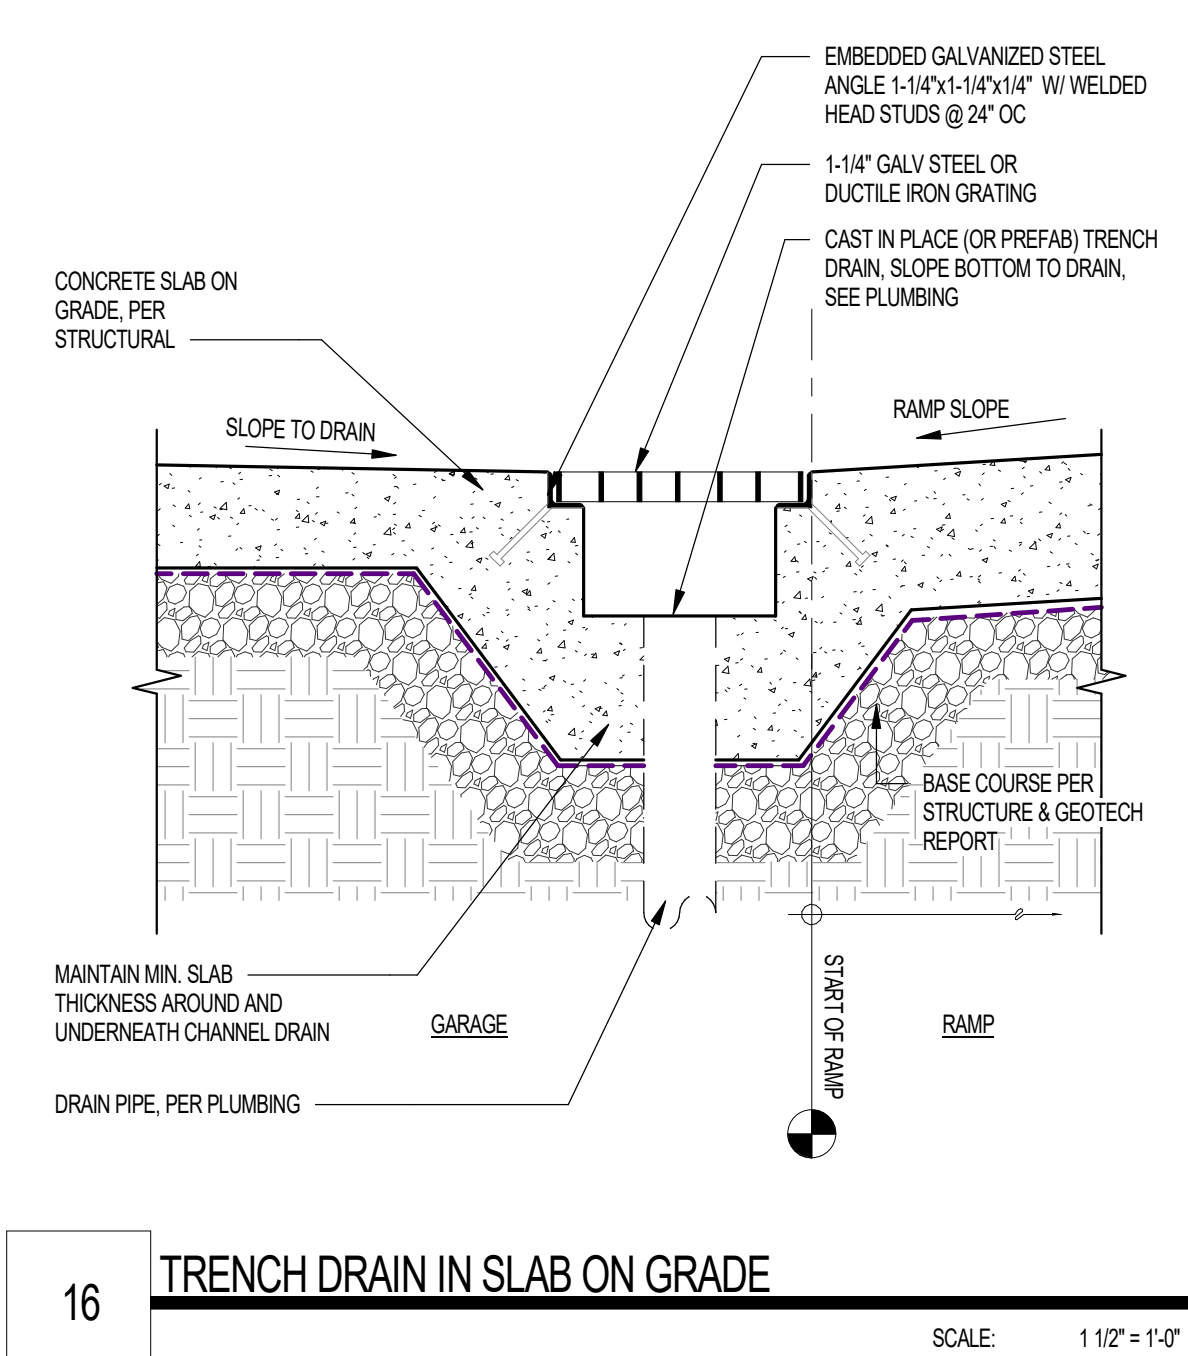 EMBEDDED GALVANIZED STEEL
ANGLE 1-1/4"x1-1/4"x1/4" W/ WELDED
HEAD STUDS @ 24" OC
1-1/4" GALV STEEL OR
DUCTILE IRON GRATING
CAST IN PLACE (OR PREFAB) TRENCH
DRAIN, SLOPE BOTTOM TO DRAIN,
SEE PLUMBING
CONCRETE SLAB ON
GRADE, PER
STRUCTURAL
SLOPE TO DRAIN
RAMP SLOPE
BASE COURSE PER
STRUCTURE & GEOTECH
REPORT
MAINTAIN MIN. SLAB
THICKNESS AROUND AND
UNDERNEATH CHANNEL DRAIN
GARAGE
START OF RAMP
RAMP
DRAIN PIPE, PER PLUMBING
16
TRENCH DRAIN IN SLAB ON GRADE
SCALE: 1 1/2" = 1'-0"